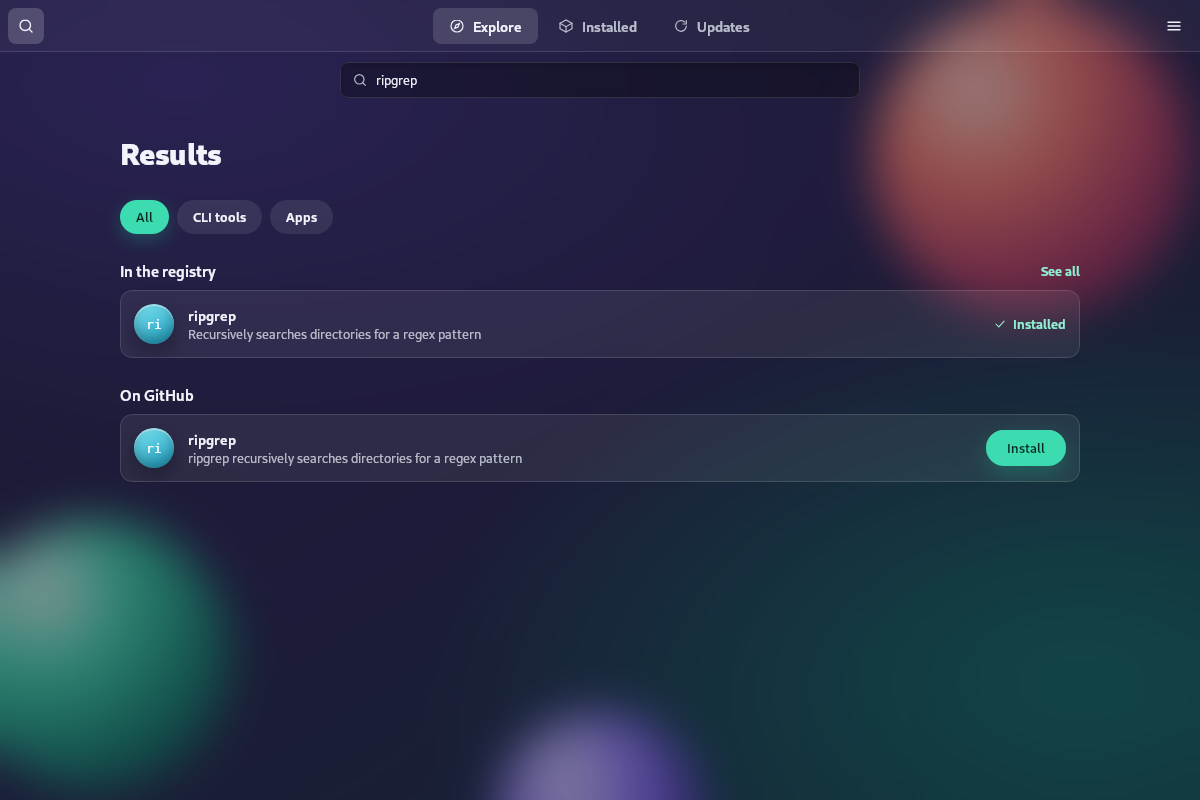 Explore
Installed
Updates
ripgrep
Results
All
CLI tools
Apps
In the registry
See all
ri
ripgrep
Recursively searches directories for a regex pattern
Installed
On GitHub
ri
ripgrep
ripgrep recursively searches directories for a regex pattern
Install